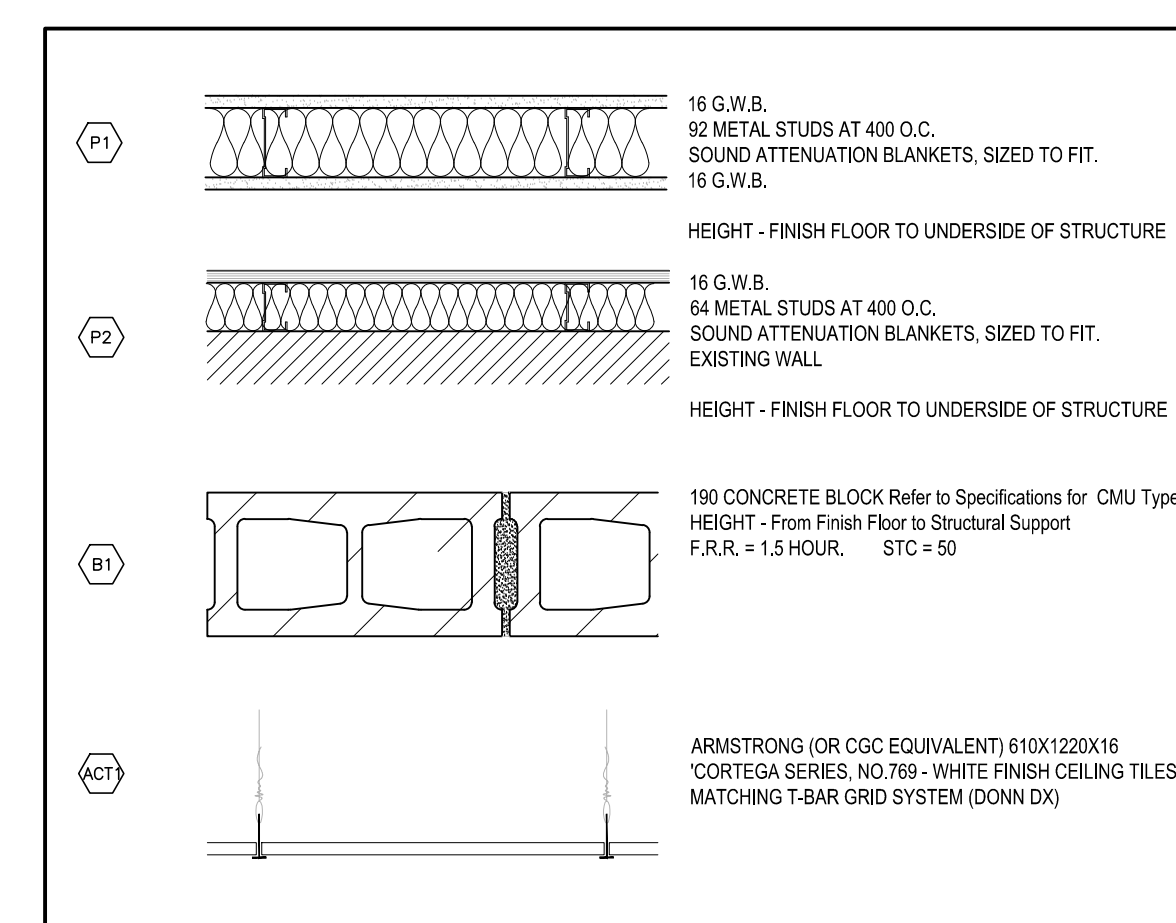 P1
16 G.W.B.
92 METAL STUDS AT 400 O.C.
SOUND ATTENUATION BLANKETS, SIZED TO FIT.
16 G.W.B.
HEIGHT - FINISH FLOOR TO UNDERSIDE OF STRUCTURE
P2
16 G.W.B.
64 METAL STUDS AT 400 O.C.
SOUND ATTENUATION BLANKETS, SIZED TO FIT.
EXISTING WALL
HEIGHT - FINISH FLOOR TO UNDERSIDE OF STRUCTURE
B1
190 CONCRETE BLOCK Refer to Specifications for CMU Type
HEIGHT - From Finish Floor to Structural Support
F.R.R. = 1.5 HOUR. STC = 50
ACT1
ARMSTRONG (OR CGC EQUIVALENT) 610X1220X16
'CORTEGA SERIES, NO.769 - WHITE FINISH CEILING TILES
MATCHING T-BAR GRID SYSTEM (DONN DX)